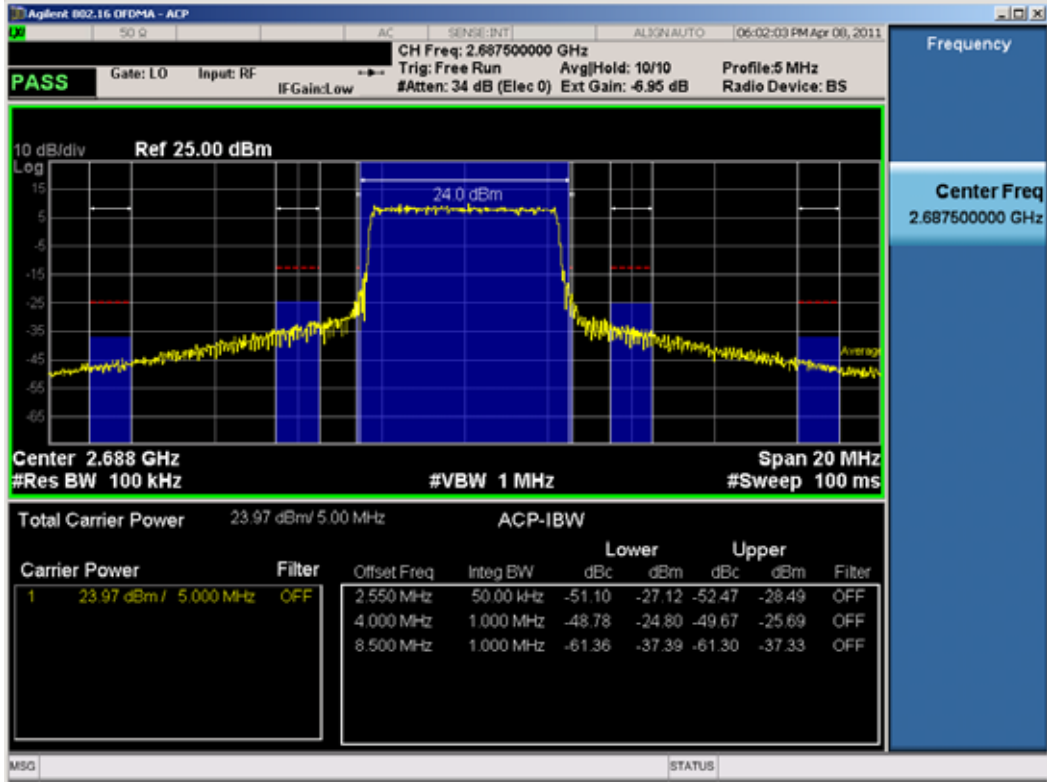 Agilent 802.16 OFDMA - ACP
LXI 50 Ω AC SENSE:INT ALIGN AUTO 06:02:03 PM Apr 08, 2011
Frequency
CH Freq: 2.687500000 GHz
PASS Gate: LO Input: RF Trig: Free Run Avg|Hold: 10/10 Profile:5 MHz
IFGain:Low #Atten: 34 dB (Elec 0) Ext Gain: -6.95 dB Radio Device: BS
10 dB/div Ref 25.00 dBm
Log
15
5
-5
-15
-25
-35
-45
-55
-65
24.0 dBm
Average
Center Freq
2.687500000 GHz
Center 2.688 GHz Span 20 MHz
#Res BW 100 kHz #VBW 1 MHz #Sweep 100 ms
Total Carrier Power 23.97 dBm/ 5.00 MHz ACP-IBW
Lower Upper
Carrier Power Filter Offset Freq Integ BW dBc dBm dBc dBm Filter
1 23.97 dBm / 5.000 MHz OFF 2.550 MHz 50.00 kHz -51.10 -27.12 -52.47 -28.49 OFF
4.000 MHz 1.000 MHz -48.78 -24.80 -49.67 -25.69 OFF
8.500 MHz 1.000 MHz -61.36 -37.39 -61.30 -37.33 OFF
MSG STATUS